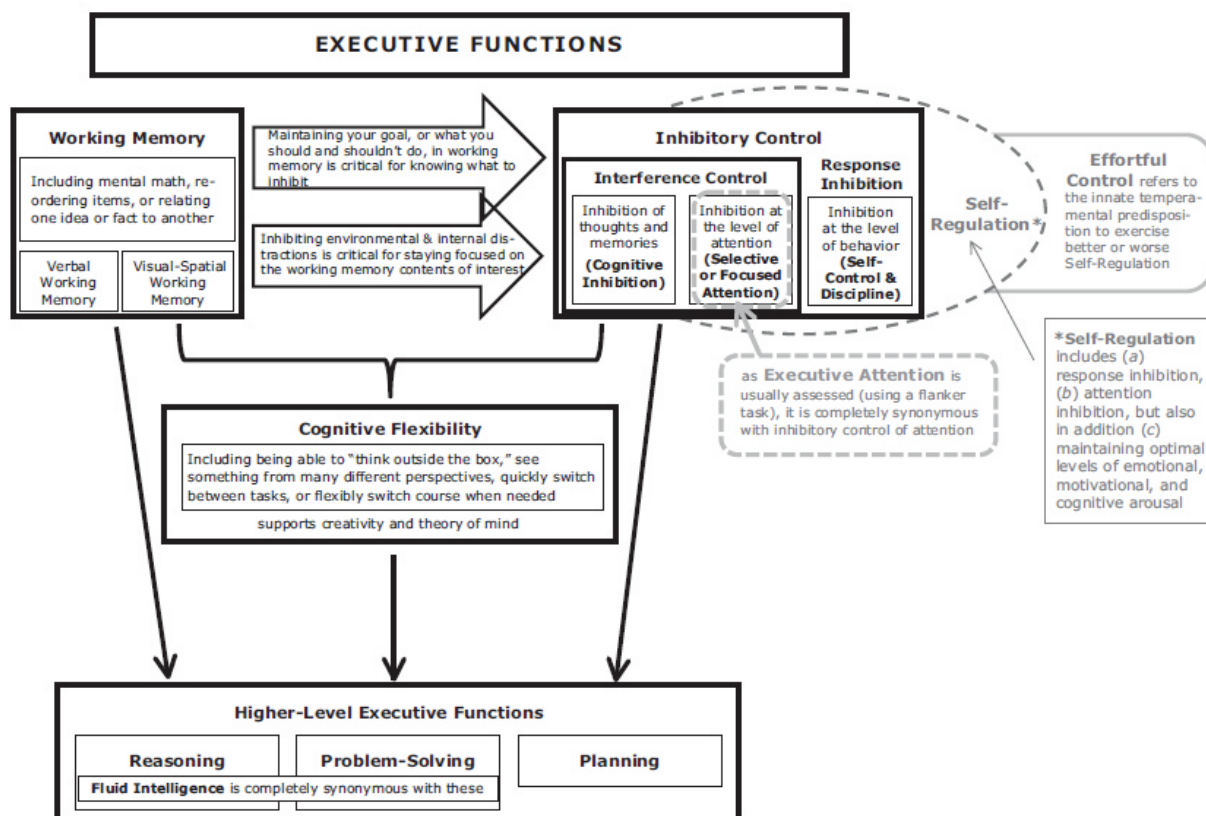 EXECUTIVE FUNCTIONS
Working Memory
Including mental math, re-
ordering items, or relating
one idea or fact to another
Verbal
Working
Memory
Visual-Spatial
Working
Memory
Maintaining your goal, or what you
should and shouldn't do, in working
memory is critical for knowing what to
inhibit
Inhibiting environmental & internal dis-
tractions is critical for staying focused on
the working memory contents of interest
Inhibitory Control
Interference Control
Inhibition of
thoughts and
memories
(Cognitive
Inhibition)
Inhibition at
the level of
attention
(Selective
or Focused
Attention)
Response
Inhibition
Inhibition
at the level
of behavior
(Self-
Control &
Discipline)
Self-
Regulation*
Effortful
Control refers to
the innate tempera-
mental predisposi-
tion to exercise
better or worse
Self-Regulation
*Self-Regulation
includes (a)
response inhibition,
(b) attention
inhibition, but also
in addition (c)
maintaining optimal
levels of emotional,
motivational, and
cognitive arousal
as Executive Attention is
usually assessed (using a flanker
task), it is completely synonymous
with inhibitory control of attention
Cognitive Flexibility
Including being able to "think outside the box," see
something from many different perspectives, quickly switch
between tasks, or flexibly switch course when needed
supports creativity and theory of mind
Higher-Level Executive Functions
Reasoning
Problem-Solving
Planning
Fluid Intelligence is completely synonymous with these